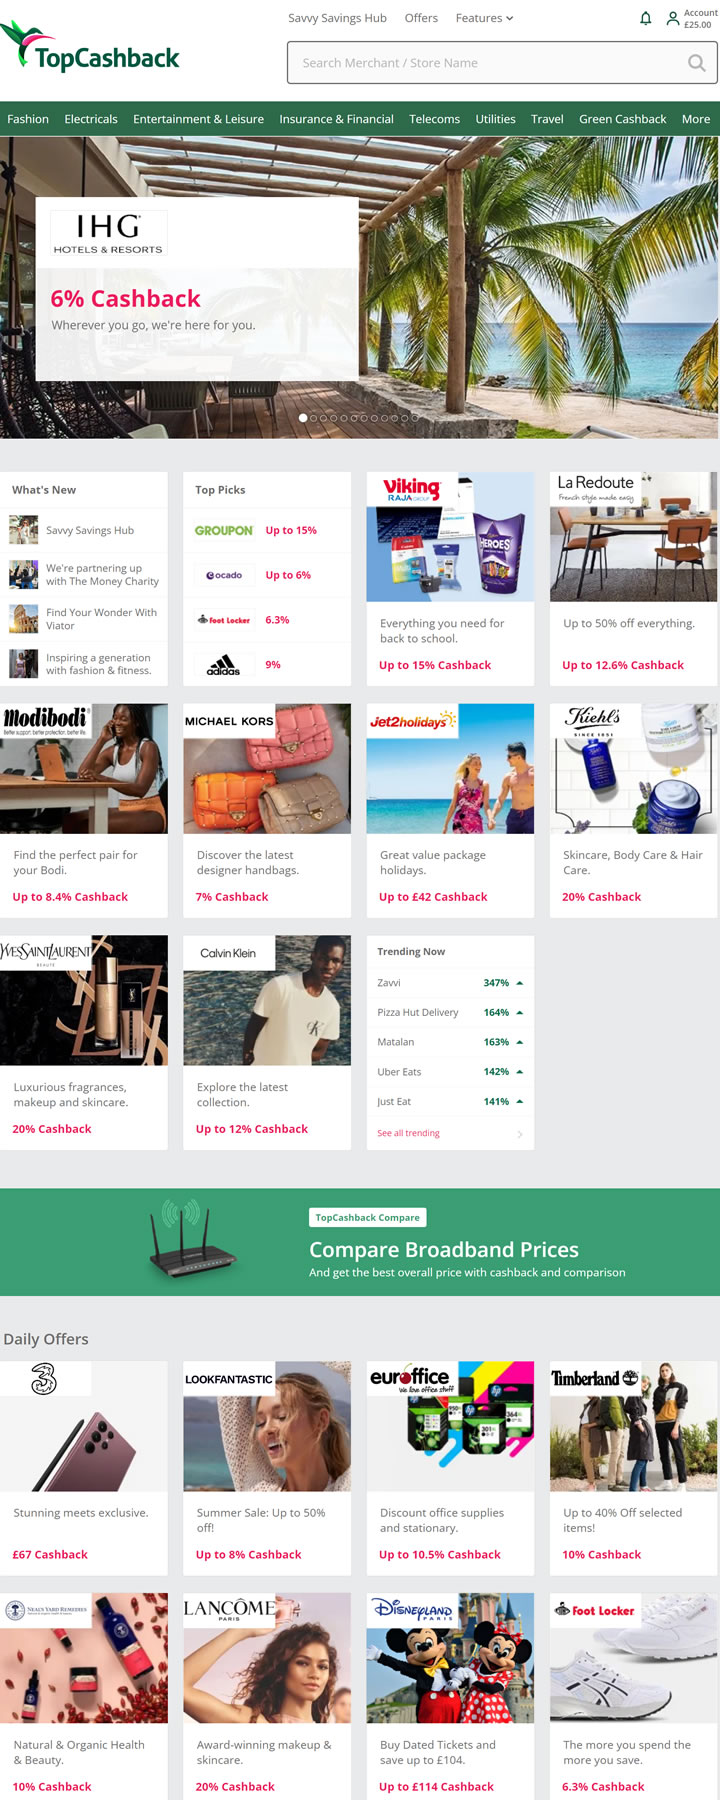 Savvy Savings Hub Offers Features
Account
£25.00
TopCashback
Search Merchant / Store Name
Fashion Electricals Entertainment & Leisure Insurance & Financial Telecoms Utilities Travel Green Cashback More
IHG
HOTELS & RESORTS
6% Cashback
Wherever you go, we're here for you.
What's New
Savvy Savings Hub
We're partnering up
with The Money Charity
Find Your Wonder With
Viator
Inspiring a generation
with fashion & fitness.
Top Picks
GROUPON Up to 15%
ocado Up to 6%
Foot Locker 6.3%
adidas 9%
Viking
RAJA GROUP
HEROES
Everything you need for
back to school.
Up to 15% Cashback
La Redoute
French style made easy
Up to 50% off everything.
Up to 12.6% Cashback
modibodi
Better support. better protection. better life.
Find the perfect pair for
your Bodi.
Up to 8.4% Cashback
MICHAEL KORS
Discover the latest
designer handbags.
7% Cashback
Jet2holidays
Great value package
holidays.
Up to £42 Cashback
Kiehl's
SINCE 1851
Skincare, Body Care & Hair
Care.
20% Cashback
YVESSAINTLAURENT
BEAUTÉ
Luxurious fragrances,
makeup and skincare.
20% Cashback
Calvin Klein
Explore the latest
collection.
Up to 12% Cashback
Trending Now
Zavvi 347%
Pizza Hut Delivery 164%
Matalan 163%
Uber Eats 142%
Just Eat 141%
See all trending
TopCashback Compare
Compare Broadband Prices
And get the best overall price with cashback and comparison
Daily Offers
3
Stunning meets exclusive.
£67 Cashback
LOOKFANTASTIC
Summer Sale: Up to 50%
off!
Up to 8% Cashback
euroffice
We love office stuff
301
364
Discount office supplies
and stationary.
Up to 10.5% Cashback
Timberland
Up to 40% Off selected
items!
10% Cashback
NEAL'S YARD REMEDIES
Natural & Organic Health
& Beauty.
10% Cashback
LANCÔME
PARIS
Award-winning makeup &
skincare.
20% Cashback
DISNEYLAND
PARIS
Buy Dated Tickets and
save up to £104.
Up to £114 Cashback
Foot Locker
The more you spend the
more you save.
6.3% Cashback